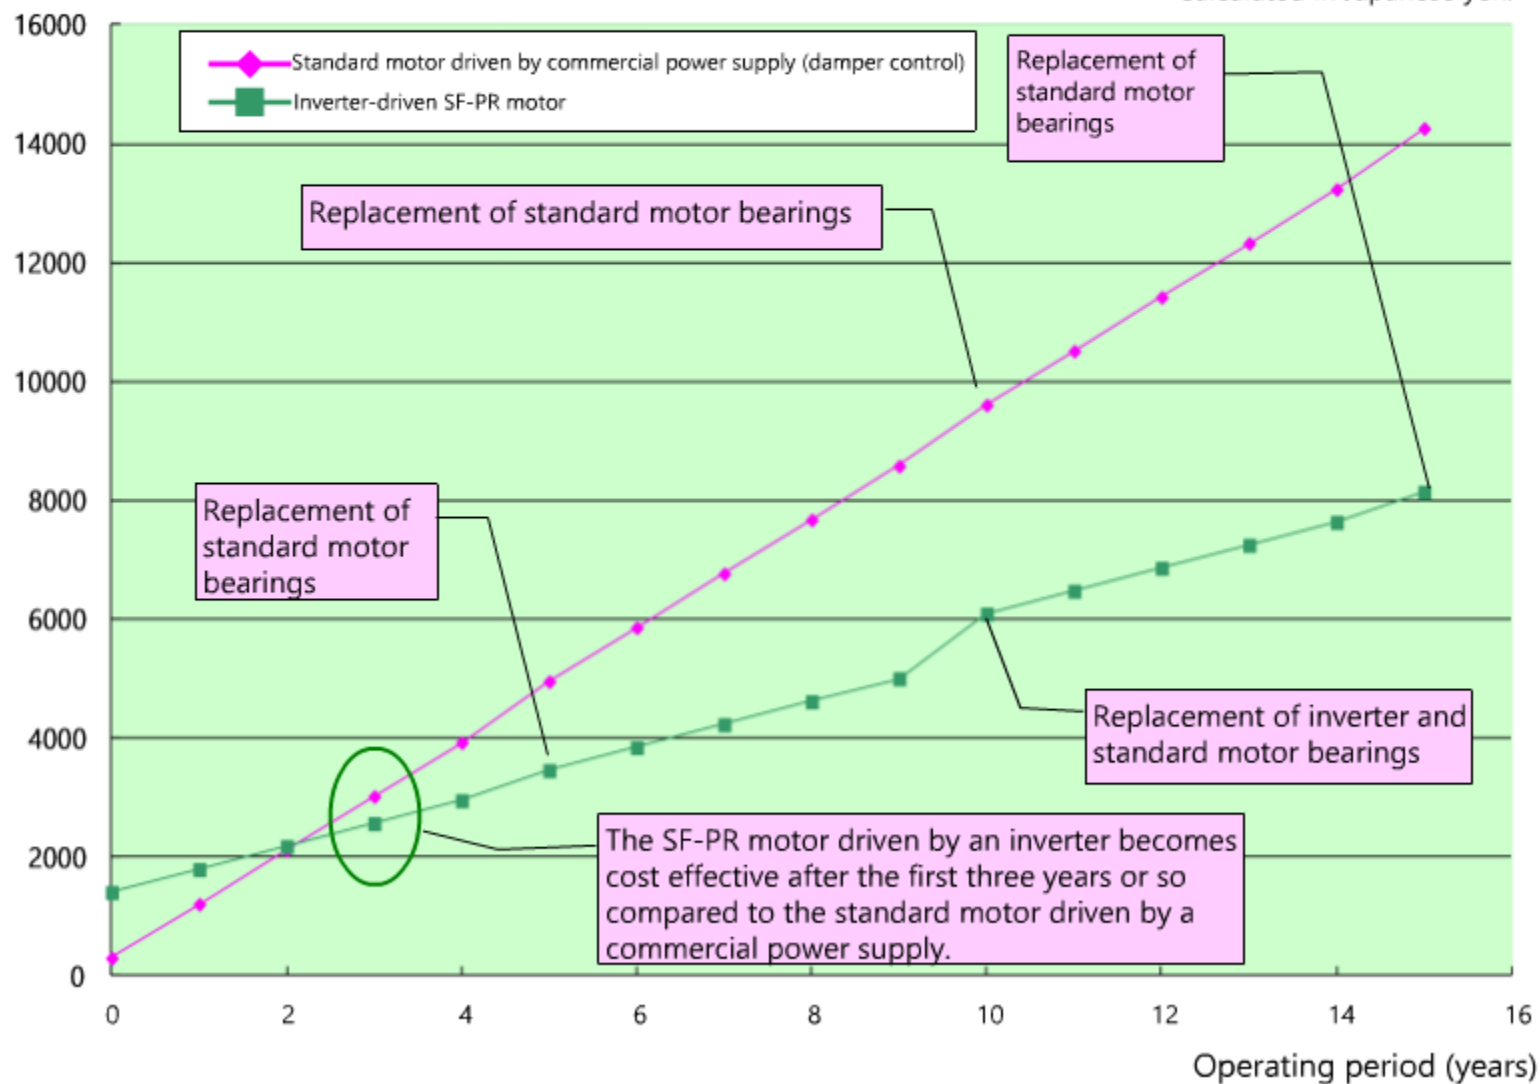 16000
Standard motor driven by commercial power supply (damper control)
Inverter-driven SF-PR motor
Replacement of
standard motor
bearings
14000
Replacement of standard motor bearings
12000
10000
8000
Replacement of
standard motor
bearings
6000
Replacement of inverter and
standard motor bearings
4000
The SF-PR motor driven by an inverter becomes
cost effective after the first three years or so
compared to the standard motor driven by a
commercial power supply.
2000
0
0 2 4 6 8 10 12 14 16
Operating period (years)